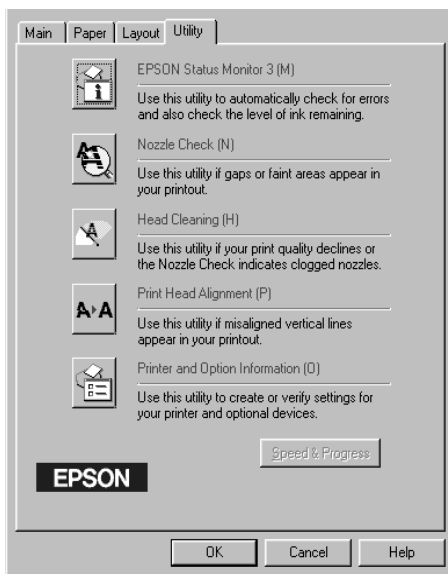 Main Paper Layout Utility
EPSON Status Monitor 3 (M)
Use this utility to automatically check for errors
and also check the level of ink remaining.
Nozzle Check (N)
Use this utility if gaps or faint areas appear in
your printout.
Head Cleaning (H)
Use this utility if your print quality declines or
the Nozzle Check indicates clogged nozzles.
Print Head Alignment (P)
Use this utility if misaligned vertical lines
appear in your printout.
Printer and Option Information (O)
Use this utility to create or verify settings for
your printer and optional devices.
Speed & Progress
EPSON
OK Cancel Help